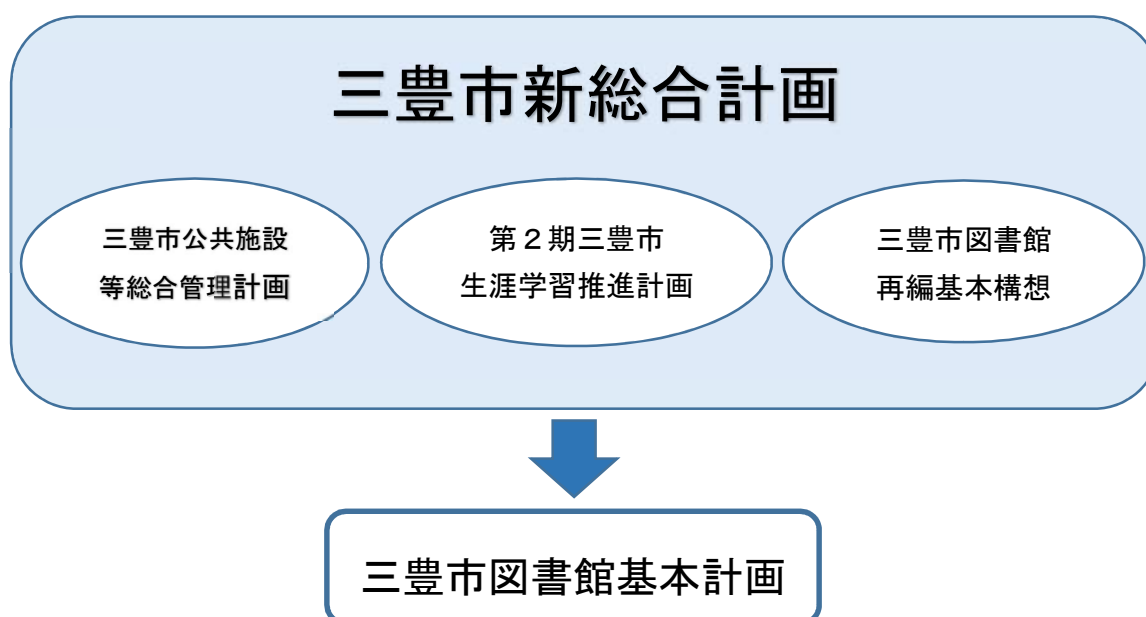 三豊市新総合計画
三豊市公共施設
等総合管理計画
第２期三豊市
生涯学習推進計画
三豊市図書館
再編基本構想
三豊市図書館基本計画